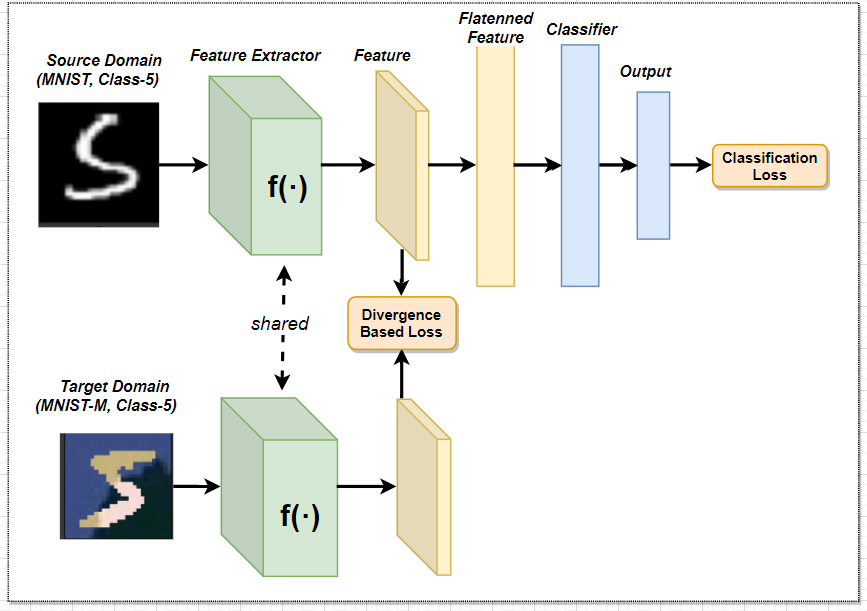 Source Domain
(MNIST, Class-5)
Feature Extractor
Feature
Flatenned
Feature
Classifier
Output
f(·)
Classification
Loss
shared
Divergence
Based Loss
Target Domain
(MNIST-M, Class-5)
f(·)